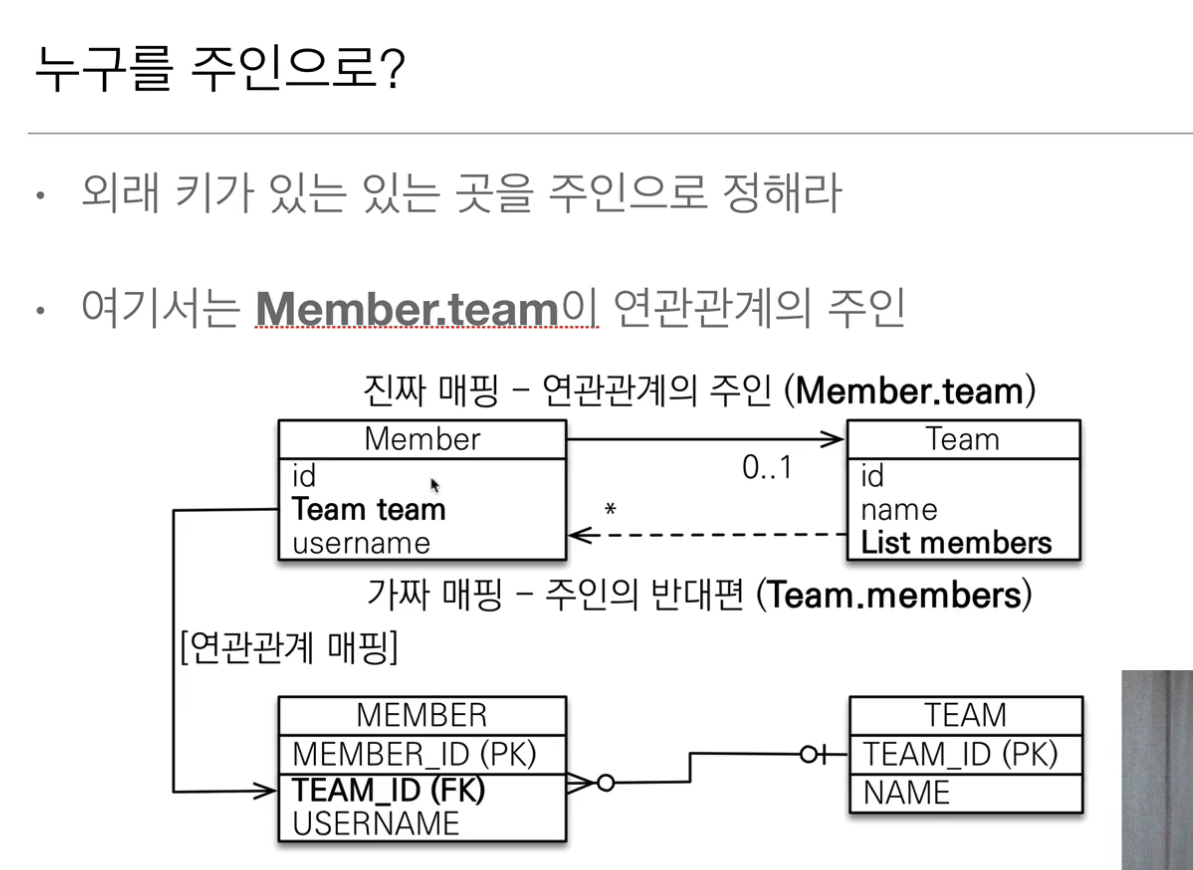 누구를 주인으로?
• 외래 키가 있는 있는 곳을 주인으로 정해라
• 여기서는 Member.team이 연관관계의 주인
진짜 매핑 – 연관관계의 주인 (Member.team)
Member
id
Team team
username
0..1
*
Team
id
name
List members
가짜 매핑 – 주인의 반대편 (Team.members)
[연관관계 매핑]
MEMBER
MEMBER_ID (PK)
TEAM_ID (FK)
USERNAME
TEAM
TEAM_ID (PK)
NAME